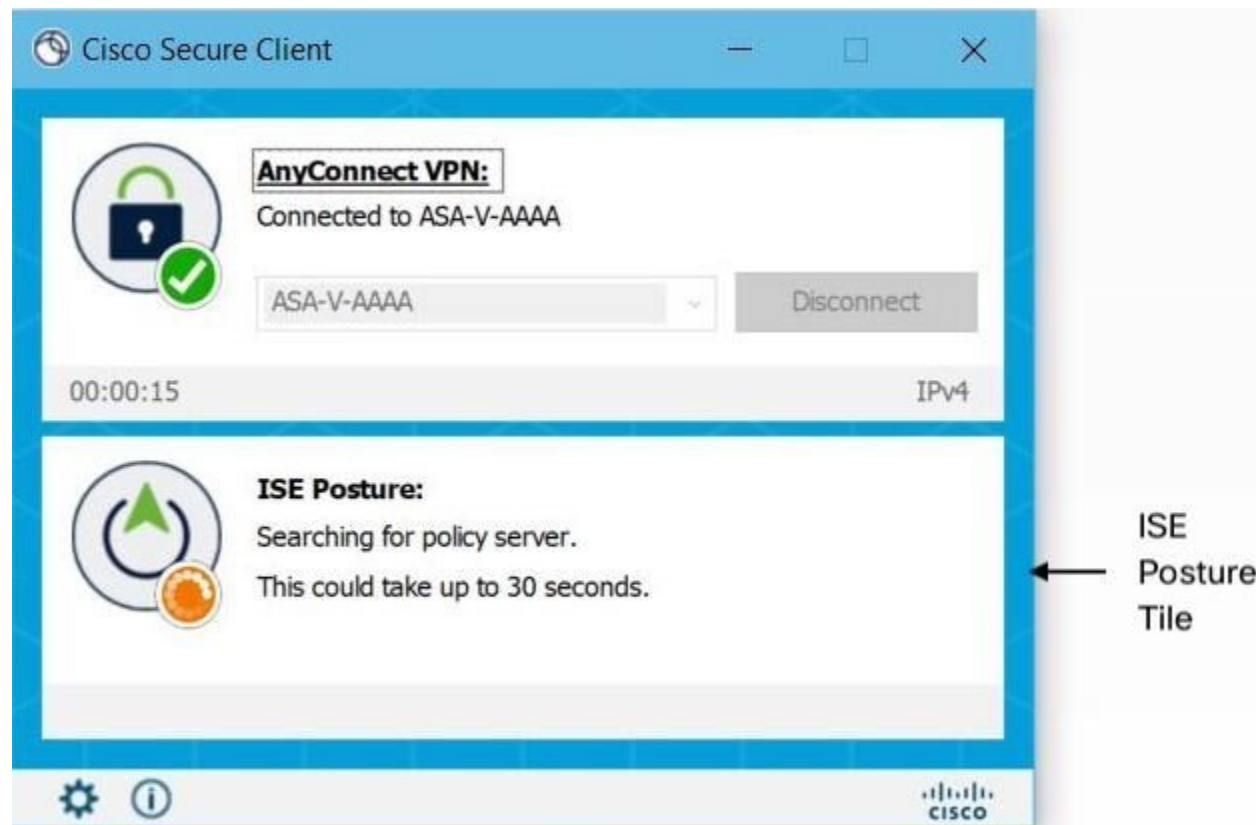 Cisco Secure Client
AnyConnect VPN:
Connected to ASA-V-AAAA
ASA-V-AAAA
Disconnect
00:00:15
IPv4
ISE Posture:
Searching for policy server.
This could take up to 30 seconds.
ISE
Posture
Tile
CISCO